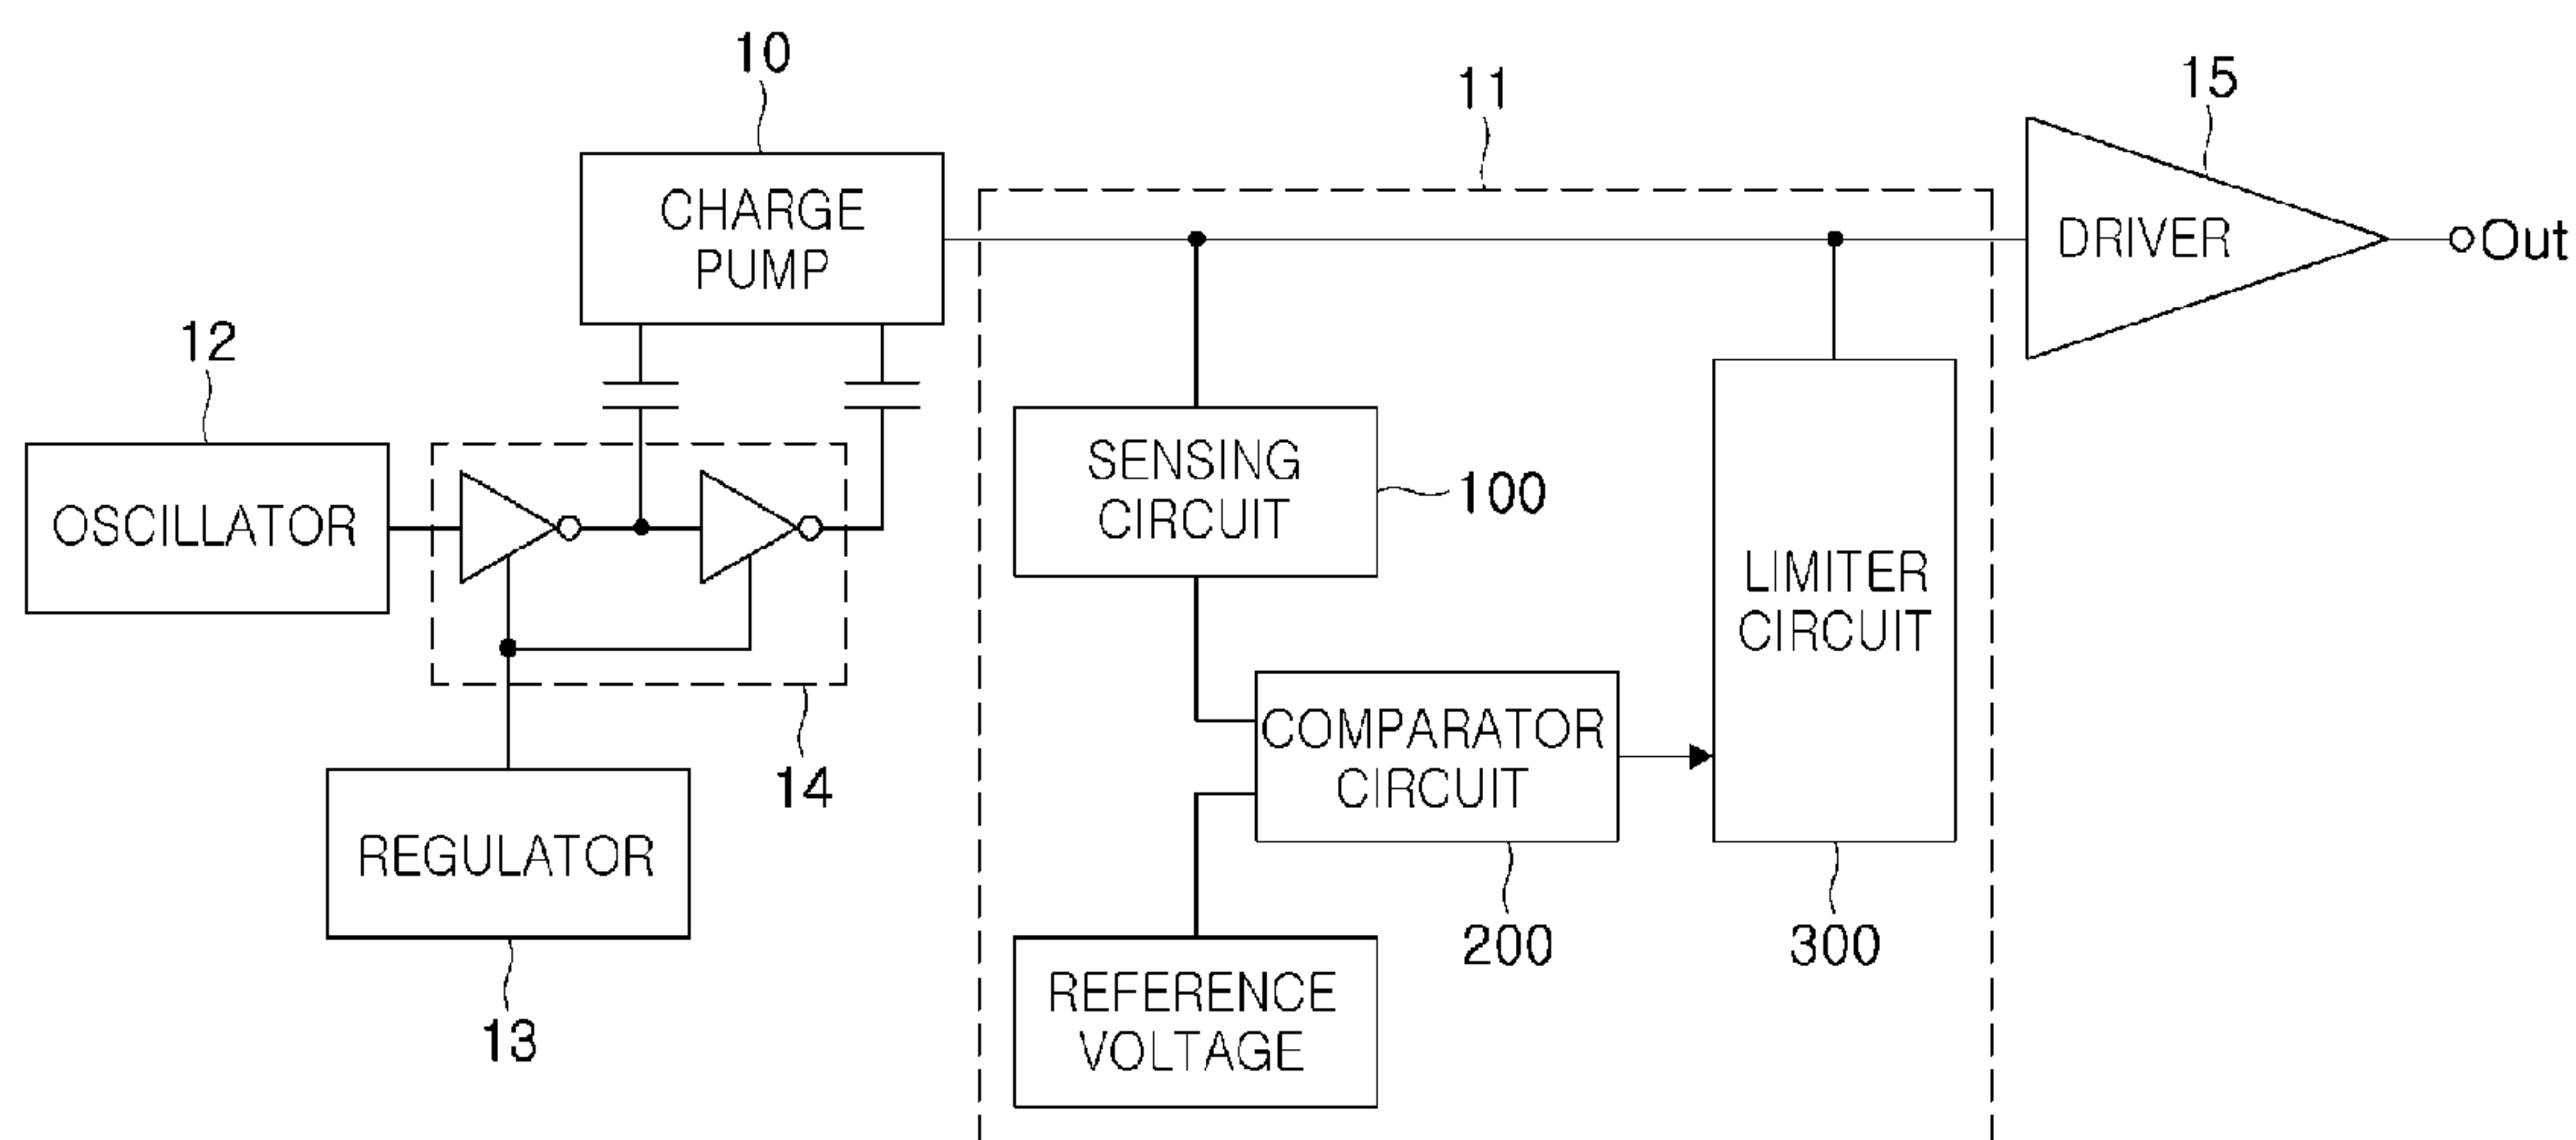 10
11
15
CHARGE
PUMP
DRIVER
Out
12
OSCILLATOR
SENSING
CIRCUIT
100
LIMITER
CIRCUIT
14
COMPARATOR
CIRCUIT
REGULATOR
200
300
13
REFERENCE
VOLTAGE